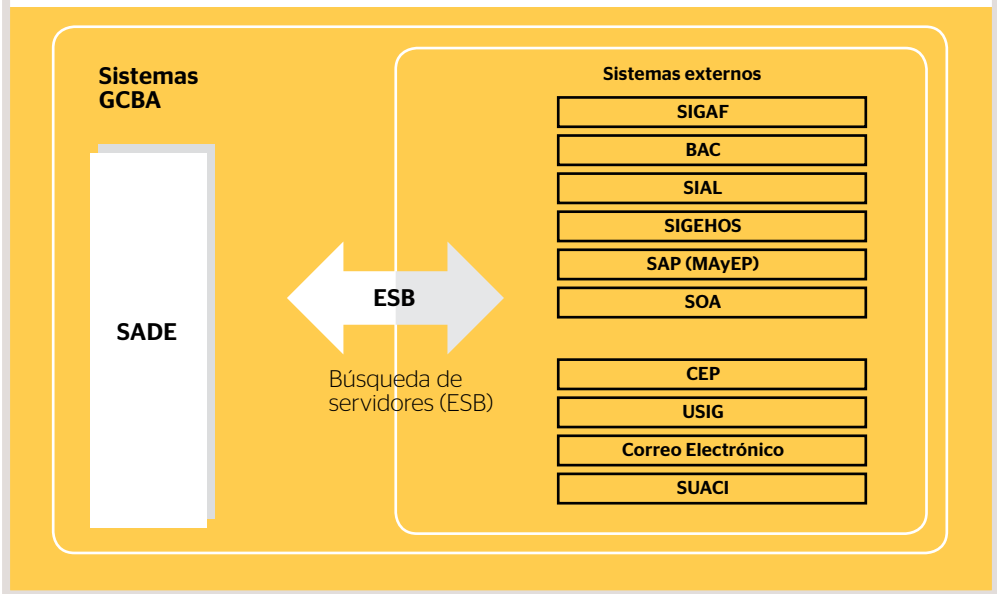 Sistemas
GCBA
SADE
ESB
Búsqueda de
servidores (ESB)
Sistemas externos
SIGAF
BAC
SIAL
SIGEHOS
SAP (MAyEP)
SOA
CEP
USIG
Correo Electrónico
SUACI